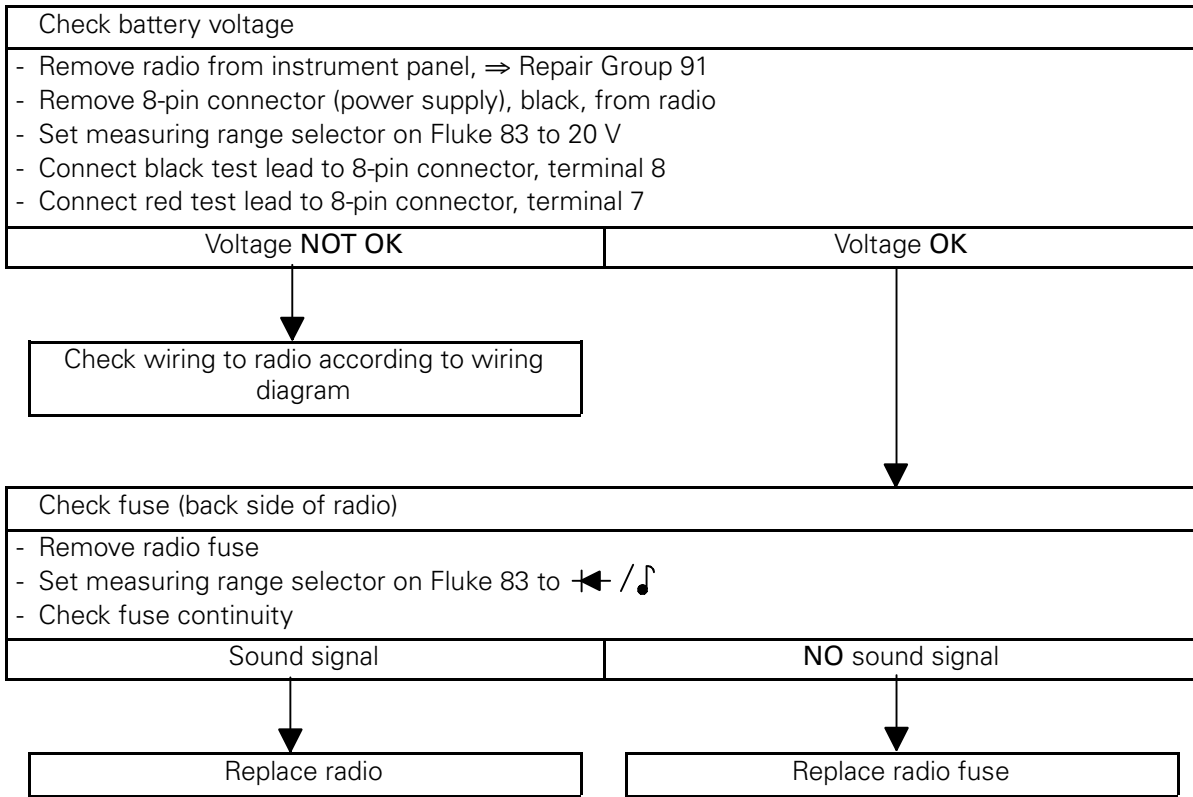 Check battery voltage
- Remove radio from instrument panel, ⇒ Repair Group 91
- Remove 8-pin connector (power supply), black, from radio
- Set measuring range selector on Fluke 83 to 20 V
- Connect black test lead to 8-pin connector, terminal 8
- Connect red test lead to 8-pin connector, terminal 7
Voltage NOT OK
Voltage OK
Check wiring to radio according to wiring
diagram
Check fuse (back side of radio)
- Remove radio fuse
- Set measuring range selector on Fluke 83 to /♪
- Check fuse continuity
Sound signal
NO sound signal
Replace radio
Replace radio fuse